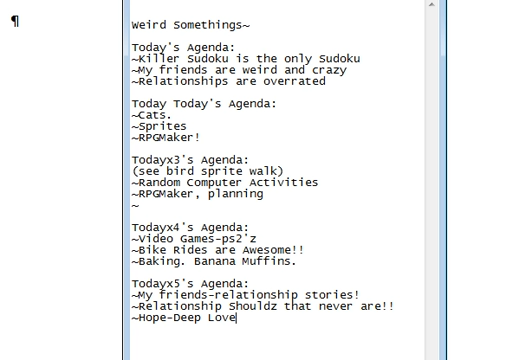 ¶
Weird Somethings~
Today's Agenda:
~Killer Sudoku is the only Sudoku
~My friends are weird and crazy
~Relationships are overrated
Today Today's Agenda:
~Cats.
~Sprites
~RPGMaker!
Todayx3's Agenda:
(see bird sprite walk)
~Random Computer Activities
~RPGMaker, planning
~
Todayx4's Agenda:
~Video Games-ps2'z
~Bike Rides are Awesome!!
~Baking. Banana Muffins.
Todayx5's Agenda:
~My friends-relationship stories!
~Relationship Shouldz that never are!!
~Hope-Deep Love